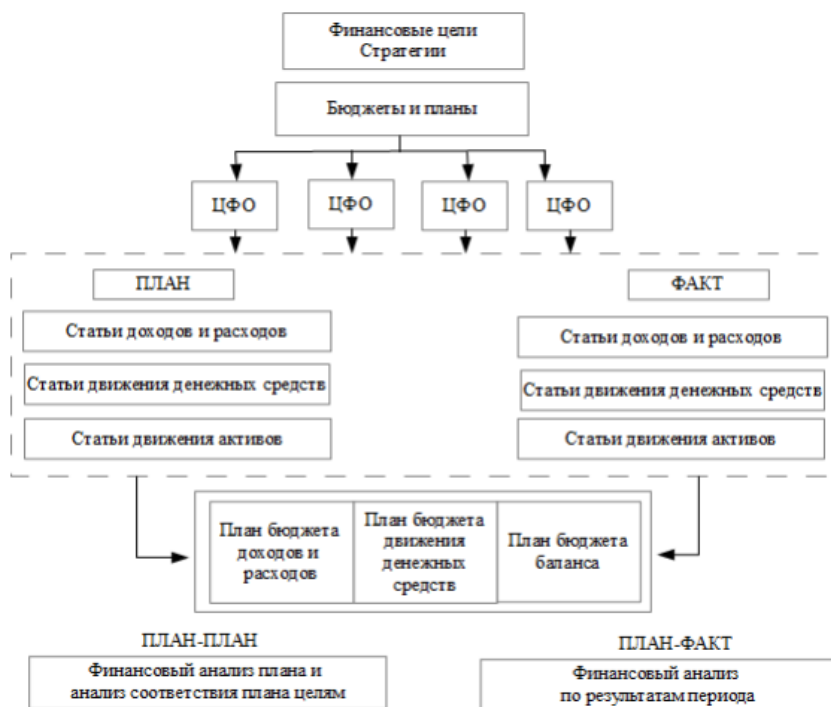 Финансовые цели
Стратегии
Бюджеты и планы
ЦФО
ЦФО
ЦФО
ЦФО
ПЛАН
ФАКТ
Статьи доходов и расходов
Статьи движения денежных средств
Статьи движения активов
Статьи доходов и расходов
Статьи движения денежных средств
Статьи движения активов
План бюджета
доходов и
расходов
План бюджета
движения
денежных
средств
План бюджета
баланса
ПЛАН-ПЛАН
Финансовый анализ плана и
анализ соответствия плана целям
ПЛАН-ФАКТ
Финансовый анализ
по результатам периода